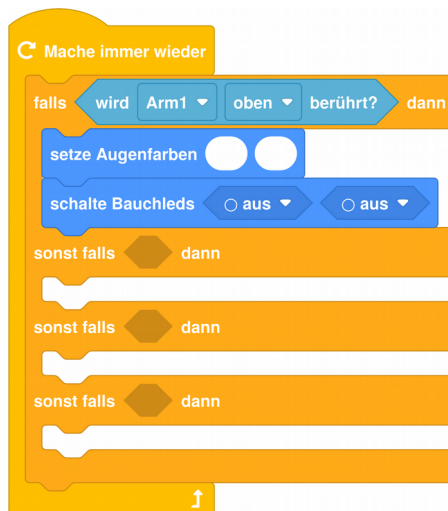 Mache immer wieder
falls wird Arm1 oben berührt? dann
setze Augenfarben
schalte Bauchleds aus aus
sonst falls dann
sonst falls dann
sonst falls dann